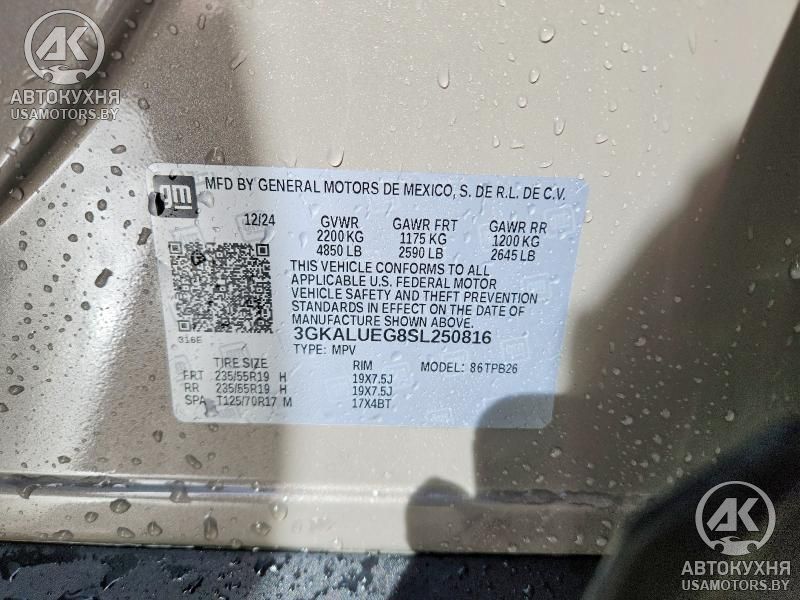 АК
АВТОКУХНЯ
USAMOTORS.BY
gm
MFD BY GENERAL MOTORS DE MEXICO, S. DE R.L. DE C.V.
12/24 GVWR GAWR FRT GAWR RR
2200 KG 1175 KG 1200 KG
4850 LB 2590 LB 2645 LB
THIS VEHICLE CONFORMS TO ALL
APPLICABLE U.S. FEDERAL MOTOR
VEHICLE SAFETY AND THEFT PREVENTION
STANDARDS IN EFFECT ON THE DATE OF
MANUFACTURE SHOWN ABOVE.
316E
3GKALUEG8SL250816
TYPE: MPV
TIRE SIZE RIM MODEL: 86TPB26
FRT 235/55R19 H 19X7.5J
RR 235/55R19 H 19X7.5J
SPA T125/70R17 M 17X4BT
АК
АВТОКУХНЯ
USAMOTORS.BY